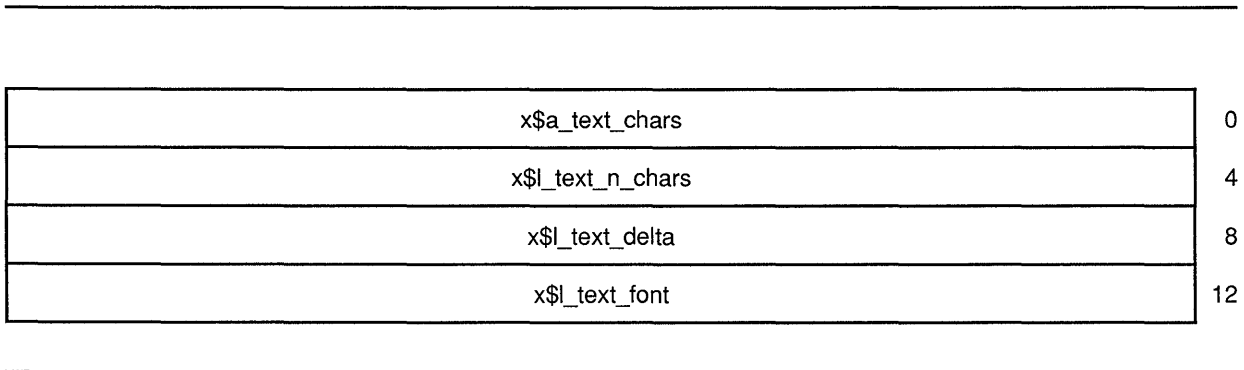 x$a_text_chars 0
x$l_text_n_chars 4
x$l_text_delta 8
x$l_text_font 12